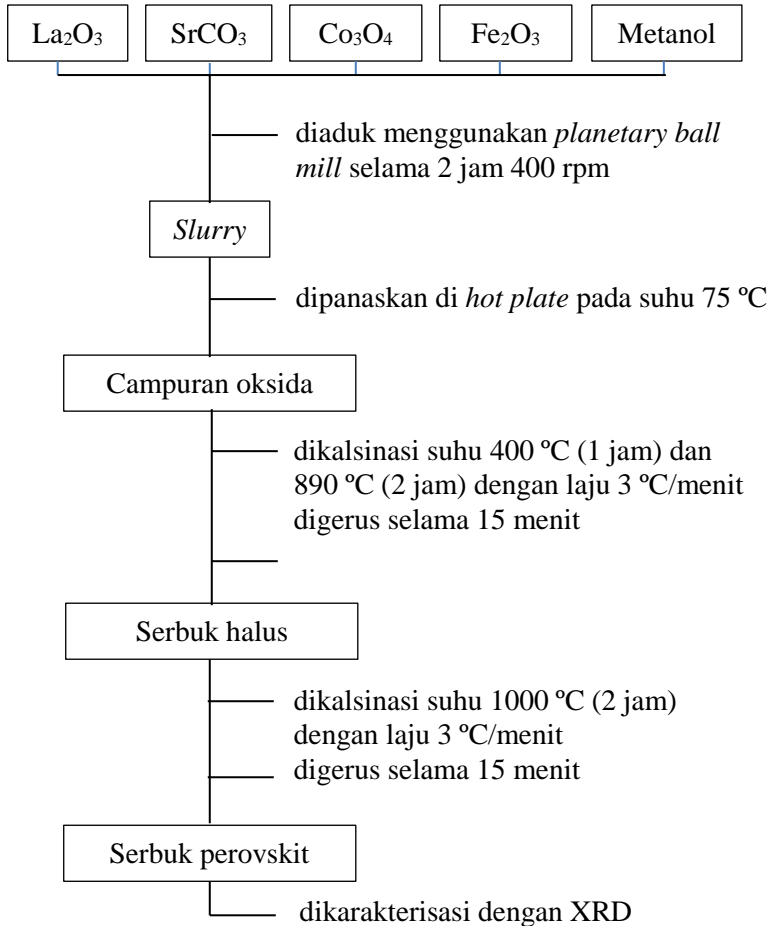 La₂O₃
SrCO₃
Co₃O₄
Fe₂O₃
Metanol
diaduk menggunakan planetary ball
mill selama 2 jam 400 rpm
Slurry
dipanaskan di hot plate pada suhu 75 ºC
Campuran oksida
dikalsinasi suhu 400 ºC (1 jam) dan
890 ºC (2 jam) dengan laju 3 ºC/menit
digerus selama 15 menit
Serbuk halus
dikalsinasi suhu 1000 ºC (2 jam)
dengan laju 3 ºC/menit
digerus selama 15 menit
Serbuk perovskit
dikarakterisasi dengan XRD